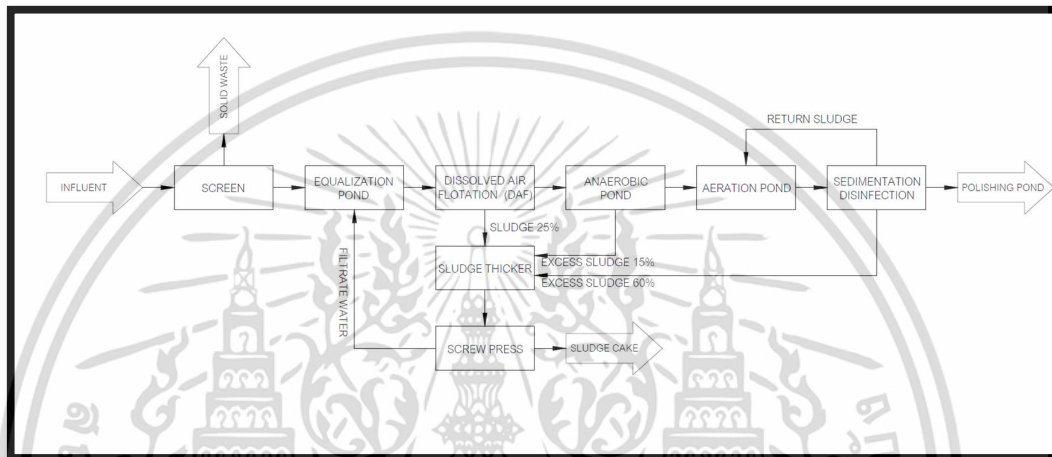 SOLID WASTE
RETURN SLUDGE
INFLUENT
SCREEN
EQUALIZATION
POND
DISSOLVED AIR
FLOTATION (DAF)
ANAEROBIC
POND
AERATION POND
SEDIMENTATION
DISINFECTION
POLISHING POND
SLUDGE 25%
EXCESS SLUDGE 15%
SLUDGE THICKER
EXCESS SLUDGE 60%
FILTRATE WATER
SCREW PRESS
SLUDGE CAKE